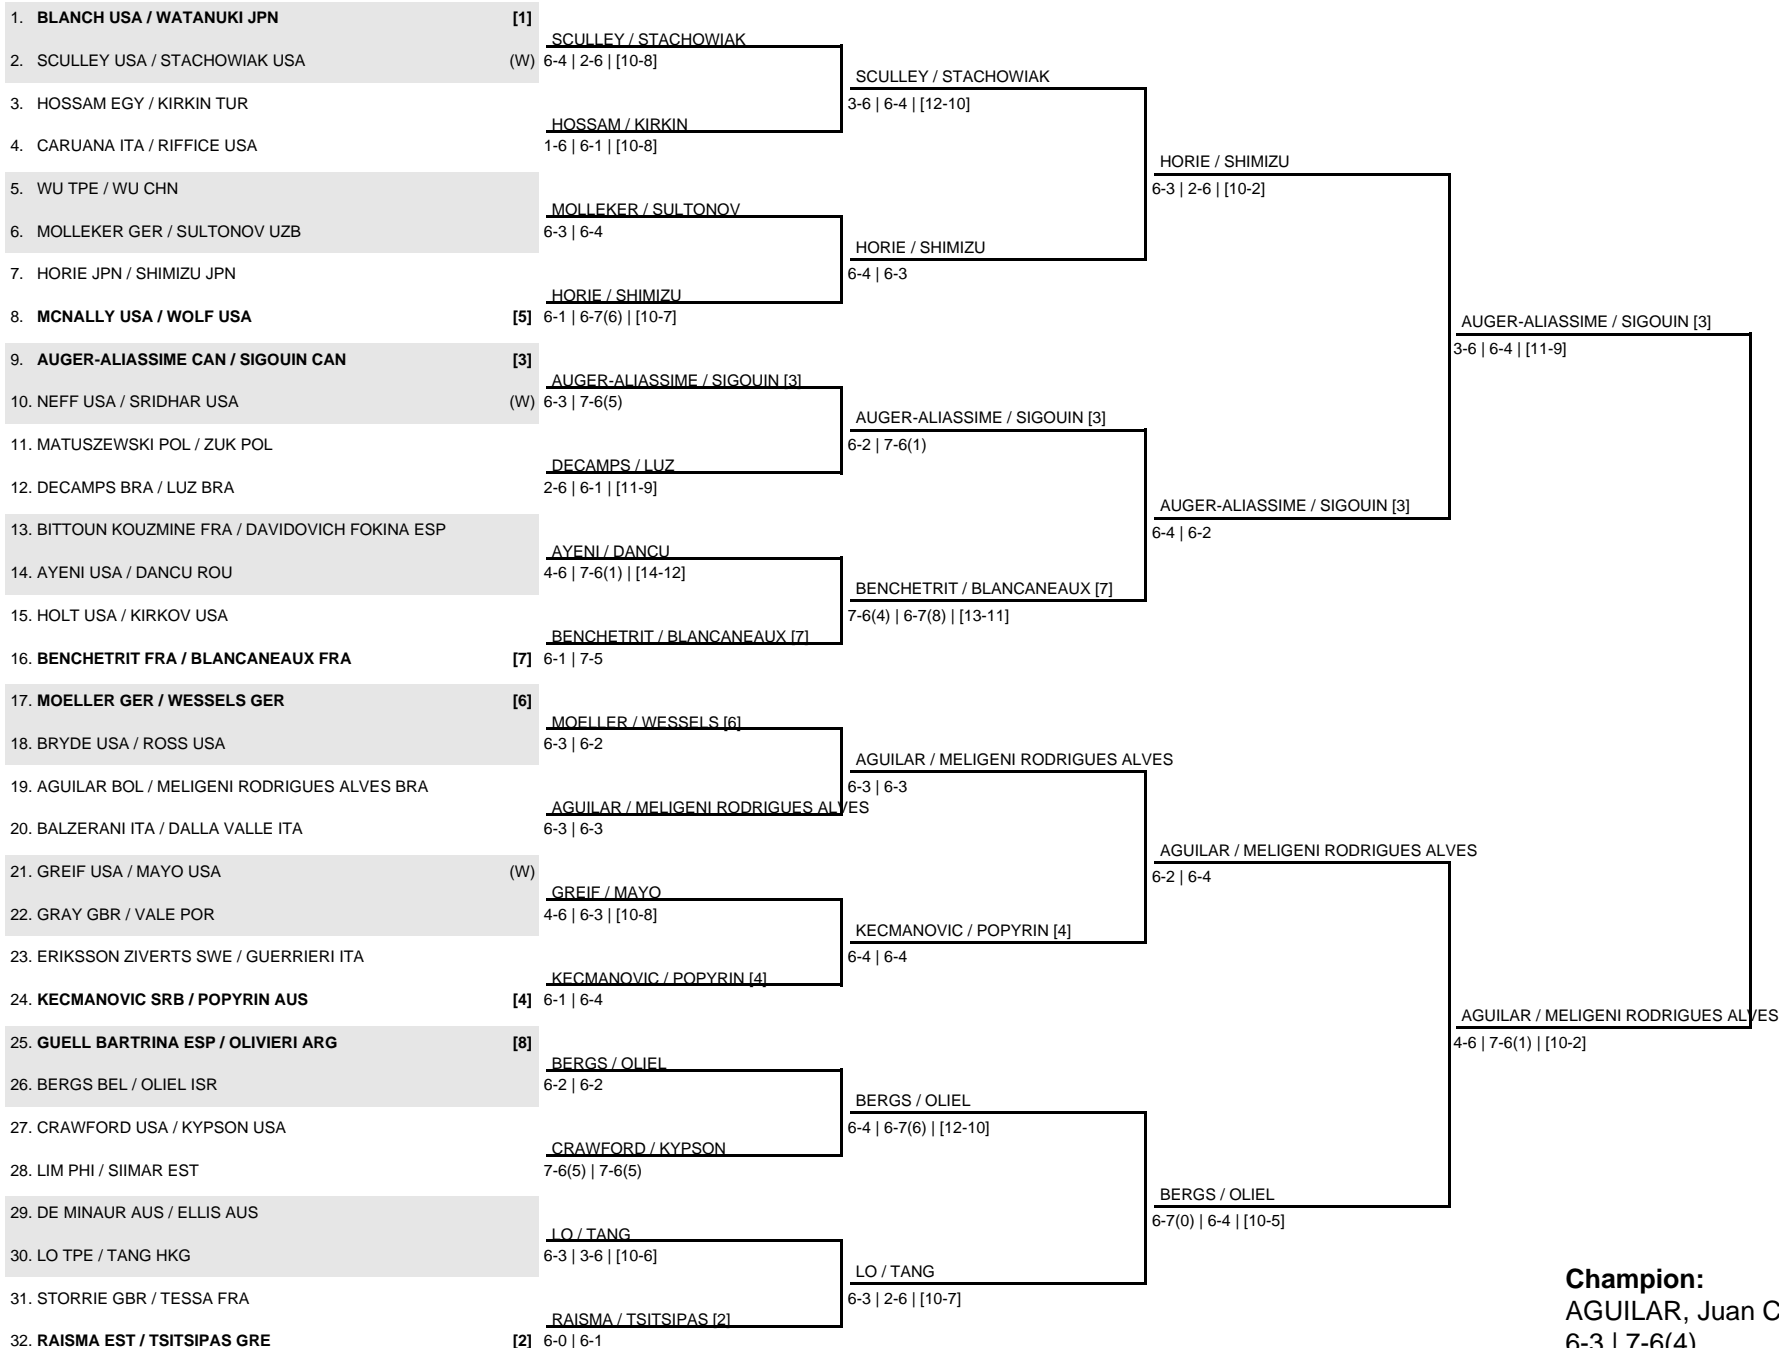 1. BLANCH USA / WATANUKI JPN [1]
2. SCULLEY USA / STACHOWIAK USA (W)
3. HOSSAM EGY / KIRKIN TUR
4. CARUANA ITA / RIFFICE USA
5. WU TPE / WU CHN
6. MOLLEKER GER / SULTONOV UZB
7. HORIE JPN / SHIMIZU JPN
8. MCNALLY USA / WOLF USA [5]
9. AUGER-ALIASSIME CAN / SIGOUIN CAN [3]
10. NEFF USA / SRIDHAR USA (W)
11. MATUSZEWSKI POL / ZUK POL
12. DECAMPS BRA / LUZ BRA
13. BITTOUN KOUZMINE FRA / DAVIDOVICH FOKINA ESP
14. AYENI USA / DANCU ROU
15. HOLT USA / KIRKOV USA
16. BENCHETRIT FRA / BLANCANEAUX FRA [7]
17. MOELLER GER / WESSELS GER [6]
18. BRYDE USA / ROSS USA
19. AGUILAR BOL / MELIGENI RODRIGUES ALVES BRA
20. BALZERANI ITA / DALLA VALLE ITA
21. GREIF USA / MAYO USA (W)
22. GRAY GBR / VALE POR
23. ERIKSSON ZIVERTS SWE / GUERRIERI ITA
24. KECMANOVIC SRB / POPYRIN AUS [4]
25. GUELL BARTRINA ESP / OLIVIERI ARG [8]
26. BERGS BEL / OLIEL ISR
27. CRAWFORD USA / KYPSON USA
28. LIM PHI / SIIMAR EST
29. DE MINAUR AUS / ELLIS AUS
30. LO TPE / TANG HKG
31. STORRIE GBR / TESSA FRA
32. RAISMA EST / TSITSIPAS GRE [2]
SCULLEY / STACHOWIAK
6-4 | 2-6 | [10-8]
HOSSAM / KIRKIN
1-6 | 6-1 | [10-8]
MOLLEKER / SULTONOV
6-3 | 6-4
HORIE / SHIMIZU
6-1 | 6-7(6) | [10-7]
AUGER-ALIASSIME / SIGOUIN [3]
6-3 | 7-6(5)
DECAMPS / LUZ
2-6 | 6-1 | [11-9]
AYENI / DANCU
4-6 | 7-6(1) | [14-12]
BENCHETRIT / BLANCANEAUX [7]
6-1 | 7-5
MOELLER / WESSELS [6]
6-3 | 6-2
AGUILAR / MELIGENI RODRIGUES ALVES
6-3 | 6-3
GREIF / MAYO
4-6 | 6-3 | [10-8]
KECMANOVIC / POPYRIN [4]
6-1 | 6-4
BERGS / OLIEL
6-2 | 6-2
CRAWFORD / KYPSON
7-6(5) | 7-6(5)
LO / TANG
6-3 | 3-6 | [10-6]
RAISMA / TSITSIPAS [2]
6-0 | 6-1
SCULLEY / STACHOWIAK
3-6 | 6-4 | [12-10]
HORIE / SHIMIZU
6-4 | 6-3
AUGER-ALIASSIME / SIGOUIN [3]
6-2 | 7-6(1)
BENCHETRIT / BLANCANEAUX [7]
7-6(4) | 6-7(8) | [13-11]
AGUILAR / MELIGENI RODRIGUES ALVES
6-3 | 6-3
KECMANOVIC / POPYRIN [4]
6-4 | 6-4
BERGS / OLIEL
6-4 | 6-7(6) | [12-10]
LO / TANG
6-3 | 2-6 | [10-7]
HORIE / SHIMIZU
6-3 | 2-6 | [10-2]
AUGER-ALIASSIME / SIGOUIN [3]
6-4 | 6-2
AGUILAR / MELIGENI RODRIGUES ALVES
6-2 | 6-4
BERGS / OLIEL
6-7(0) | 6-4 | [10-5]
AUGER-ALIASSIME / SIGOUIN [3]
3-6 | 6-4 | [11-9]
AGUILAR / MELIGENI RODRIGUES ALVES
4-6 | 7-6(1) | [10-2]
Champion:
AGUILAR, Juan C
6-3 | 7-6(4)